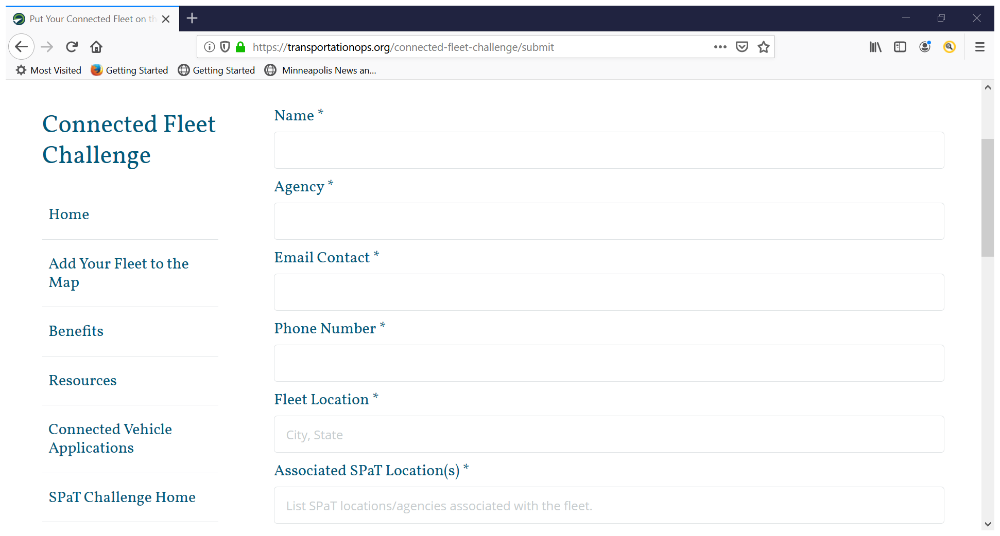 Put Your Connected Fleet on th
https://transportationops.org/connected-fleet-challenge/submit
Most Visited
Getting Started
Getting Started
Minneapolis News an...
Connected Fleet
Challenge
Home
Add Your Fleet to the
Map
Benefits
Resources
Connected Vehicle
Applications
SPaT Challenge Home
Name *
Agency *
Email Contact *
Phone Number *
Fleet Location *
City, State
Associated SPaT Location(s) *
List SPaT locations/agencies associated with the fleet.